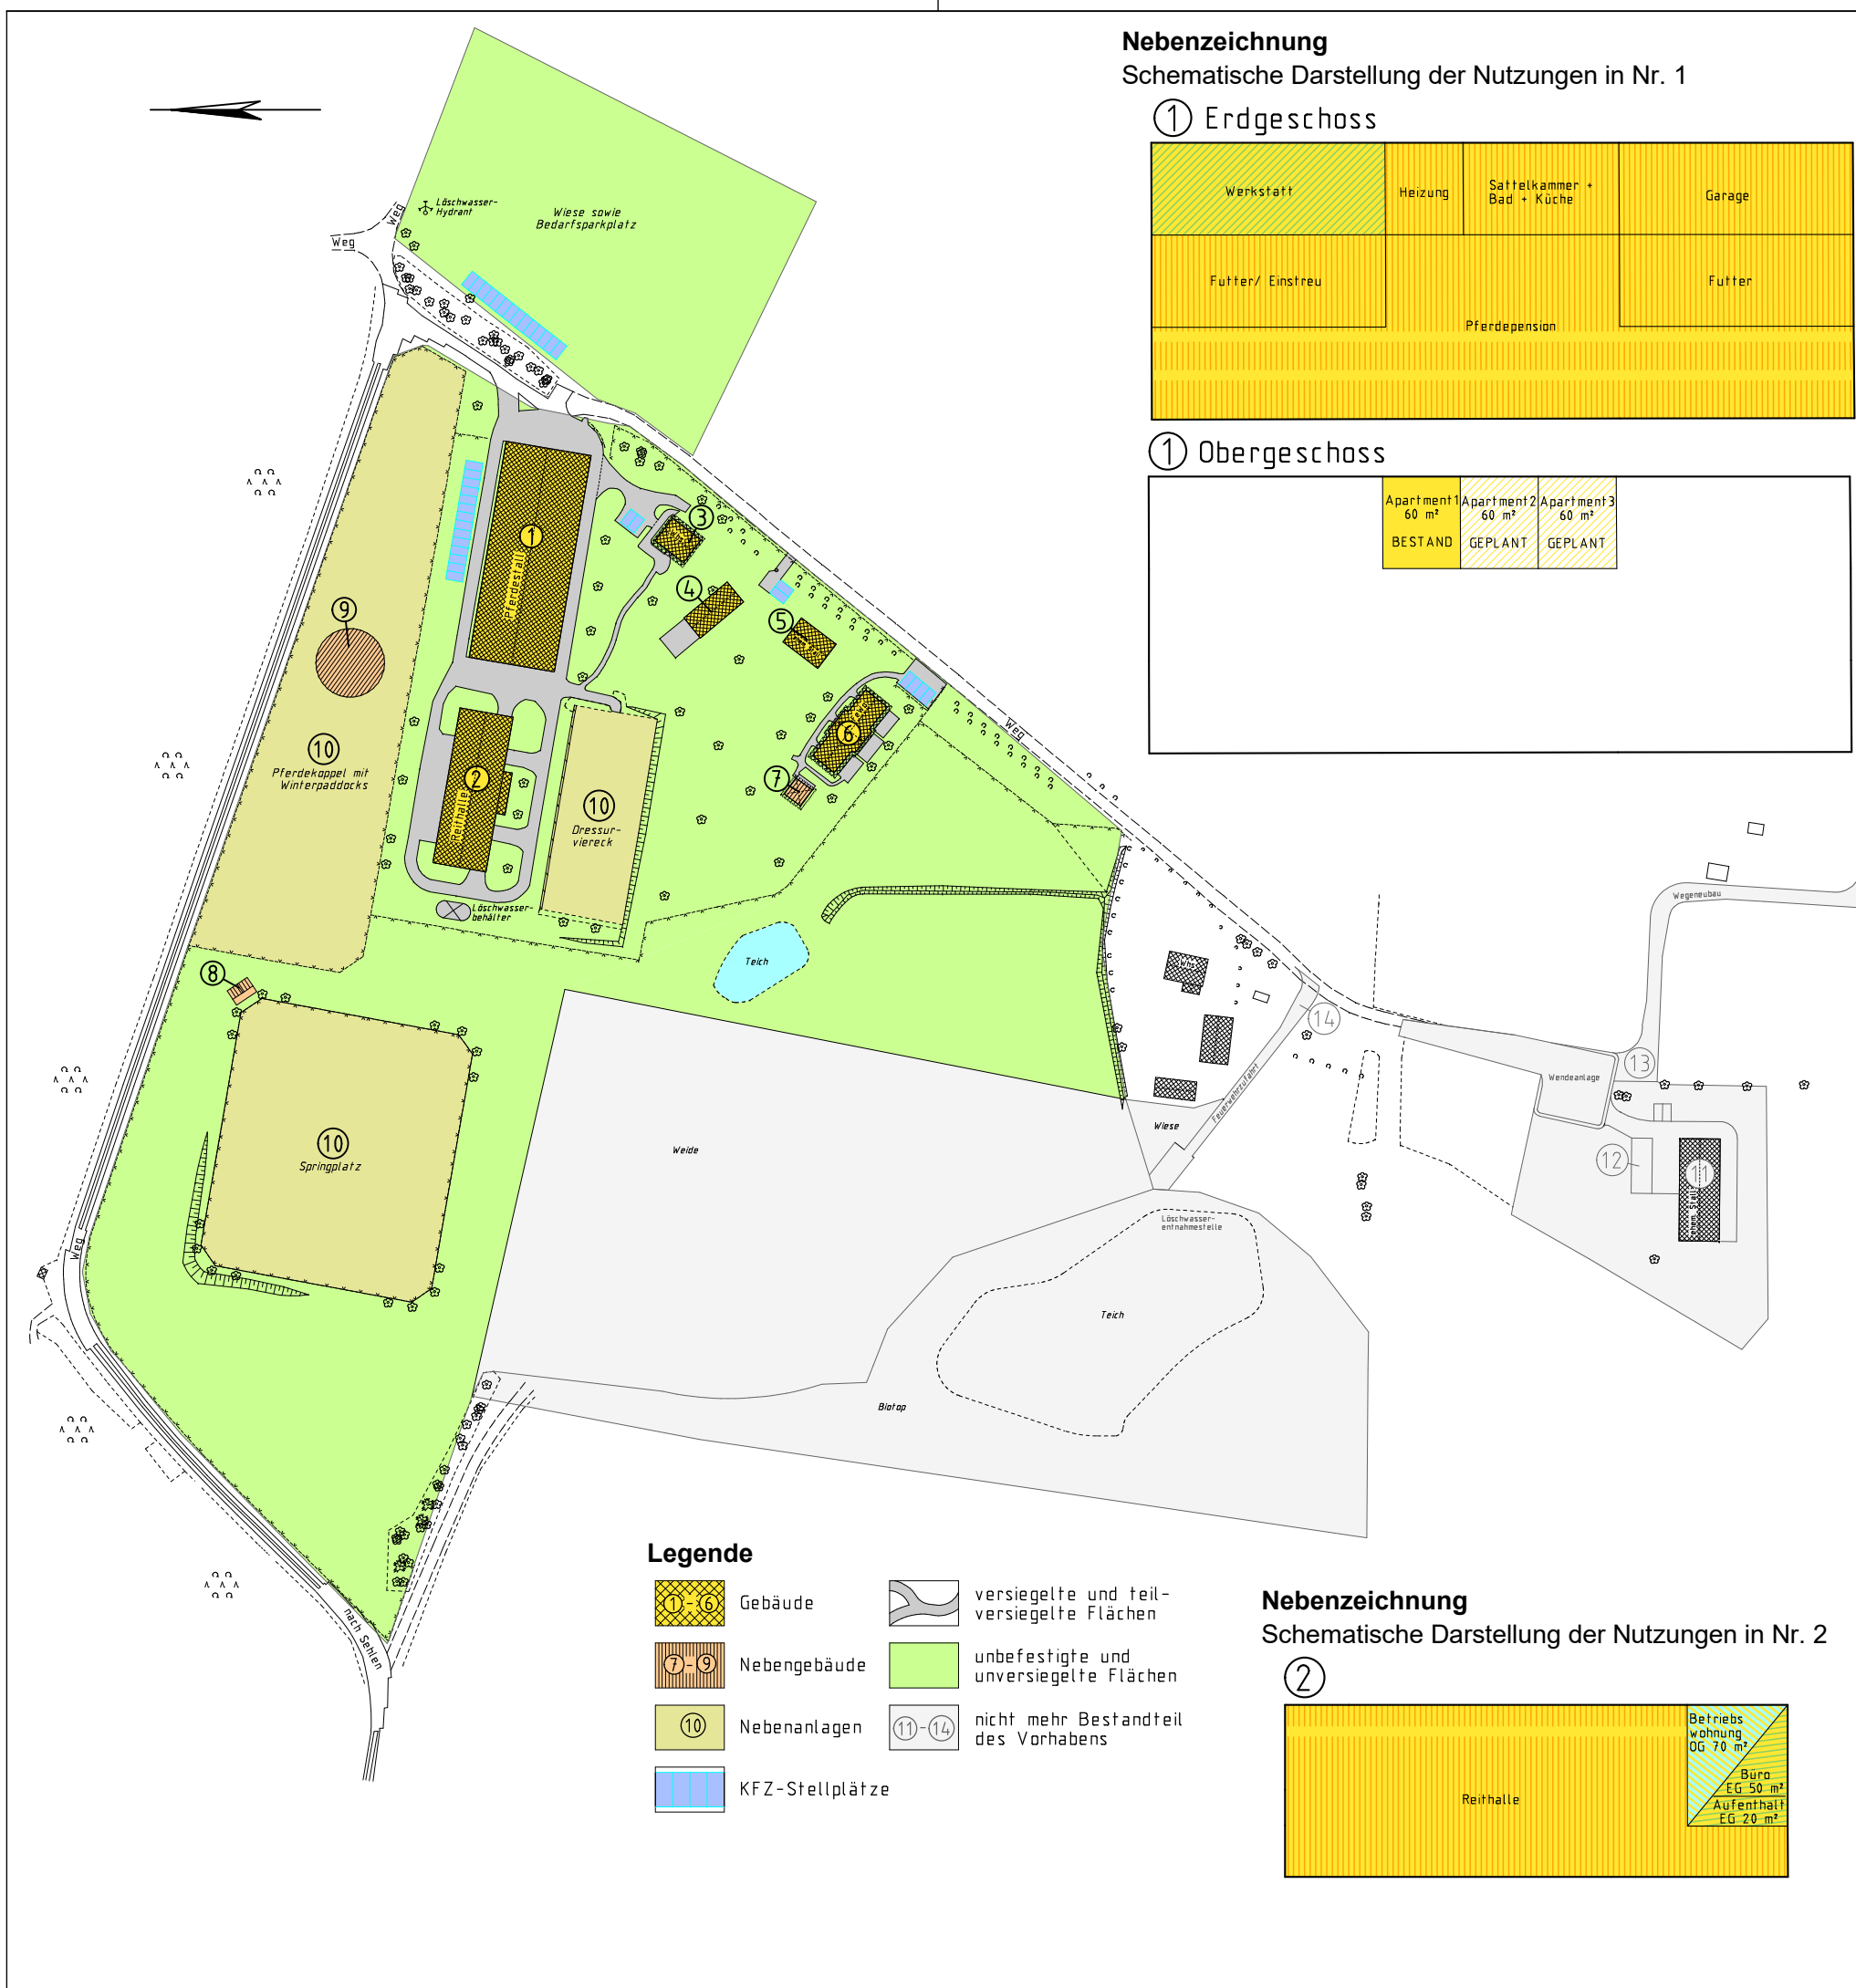 Nebenzeichnung
Schematische Darstellung der Nutzungen in Nr. 1
1 Erdgeschoss
Werkstatt
Heizung
Sattelkammer +
Bad + Küche
Garage
Futter/ Einstreu
Futter
Pferdepension
1 Obergeschoss
Apartment1
60 m²
BESTAND
Apartment2
60 m²
GEPLANT
Apartment3
60 m²
GEPLANT
Löschwasser-
Hydrant
Weg
Weg
Wiese sowie
Bedarfsparkplatz
1
Pferdestall
3
4
5
6
7
9
10
Pferdekoppel mit
Winterpaddocks
2
Reithalle
10
Dressur-
viereck
Löschwasser-
behälter
Weg
8
Teich
10
Springplatz
Weg
Weide
Wiese
Whs
Feuerwehrzufahrt
14
Wegeneubau
Wendeanlage
13
12
11
Löschwasser-
entnahmestelle
Teich
Biotop
nach Sehlen
Legende
1-6 Gebäude
7-9 Nebengebäude
10 Nebenanlagen
KFZ-Stellplätze
versiegelte und teil-
versiegelte Flächen
unbefestigte und
unversiegelte Flächen
11-14 nicht mehr Bestandteil
des Vorhabens
Nebenzeichnung
Schematische Darstellung der Nutzungen in Nr. 2
2
Reithalle
Betriebs
wohnung
OG 70 m²
Büro
EG 50 m²
Aufenthalt
EG 20 m²